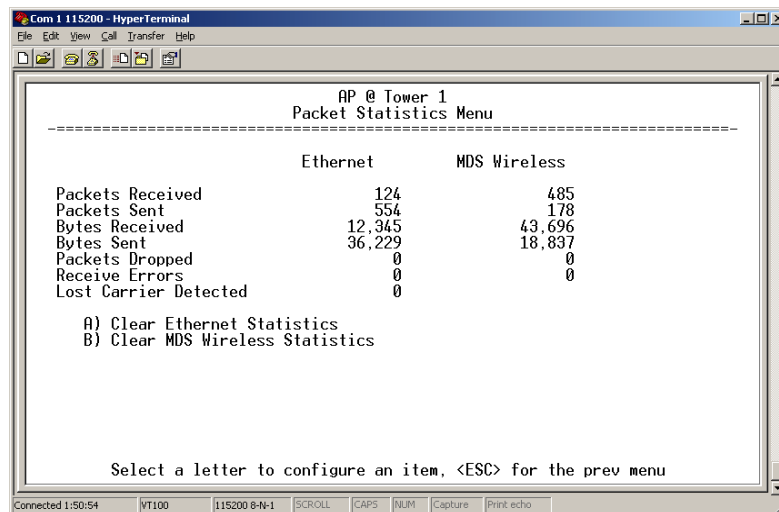 Com 1 115200 - HyperTerminal
File Edit View Call Transfer Help
AP @ Tower 1
Packet Statistics Menu
-==========================================================================-
Ethernet MDS Wireless
Packets Received 124 485
Packets Sent 554 178
Bytes Received 12,345 43,696
Bytes Sent 36,229 18,837
Packets Dropped 0 0
Receive Errors 0 0
Lost Carrier Detected 0
A) Clear Ethernet Statistics
B) Clear MDS Wireless Statistics
Select a letter to configure an item, <ESC> for the prev menu
Connected 1:50:54 VT100 115200 8-N-1 SCROLL CAPS NUM Capture Print echo